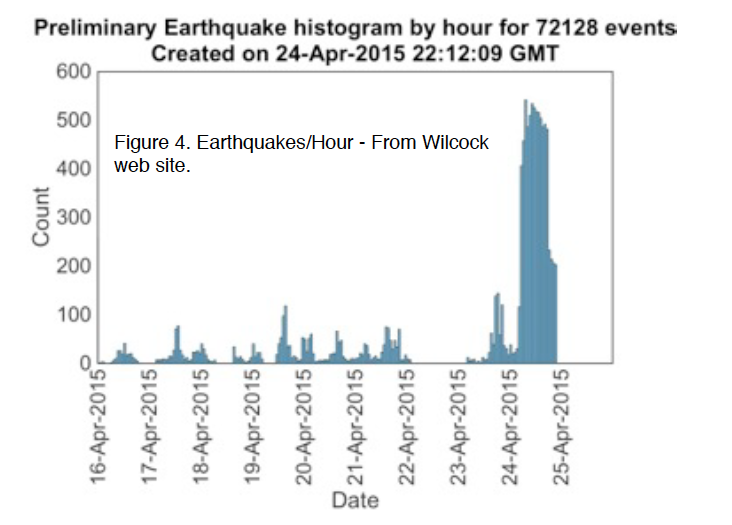 Preliminary Earthquake histogram by hour for 72128 events
Created on 24-Apr-2015 22:12:09 GMT
600
500
400
300
200
100
0
Count
Figure 4. Earthquakes/Hour - From Wilcock
web site.
16-Apr-2015
17-Apr-2015
18-Apr-2015
19-Apr-2015
20-Apr-2015
21-Apr-2015
22-Apr-2015
23-Apr-2015
24-Apr-2015
25-Apr-2015
Date